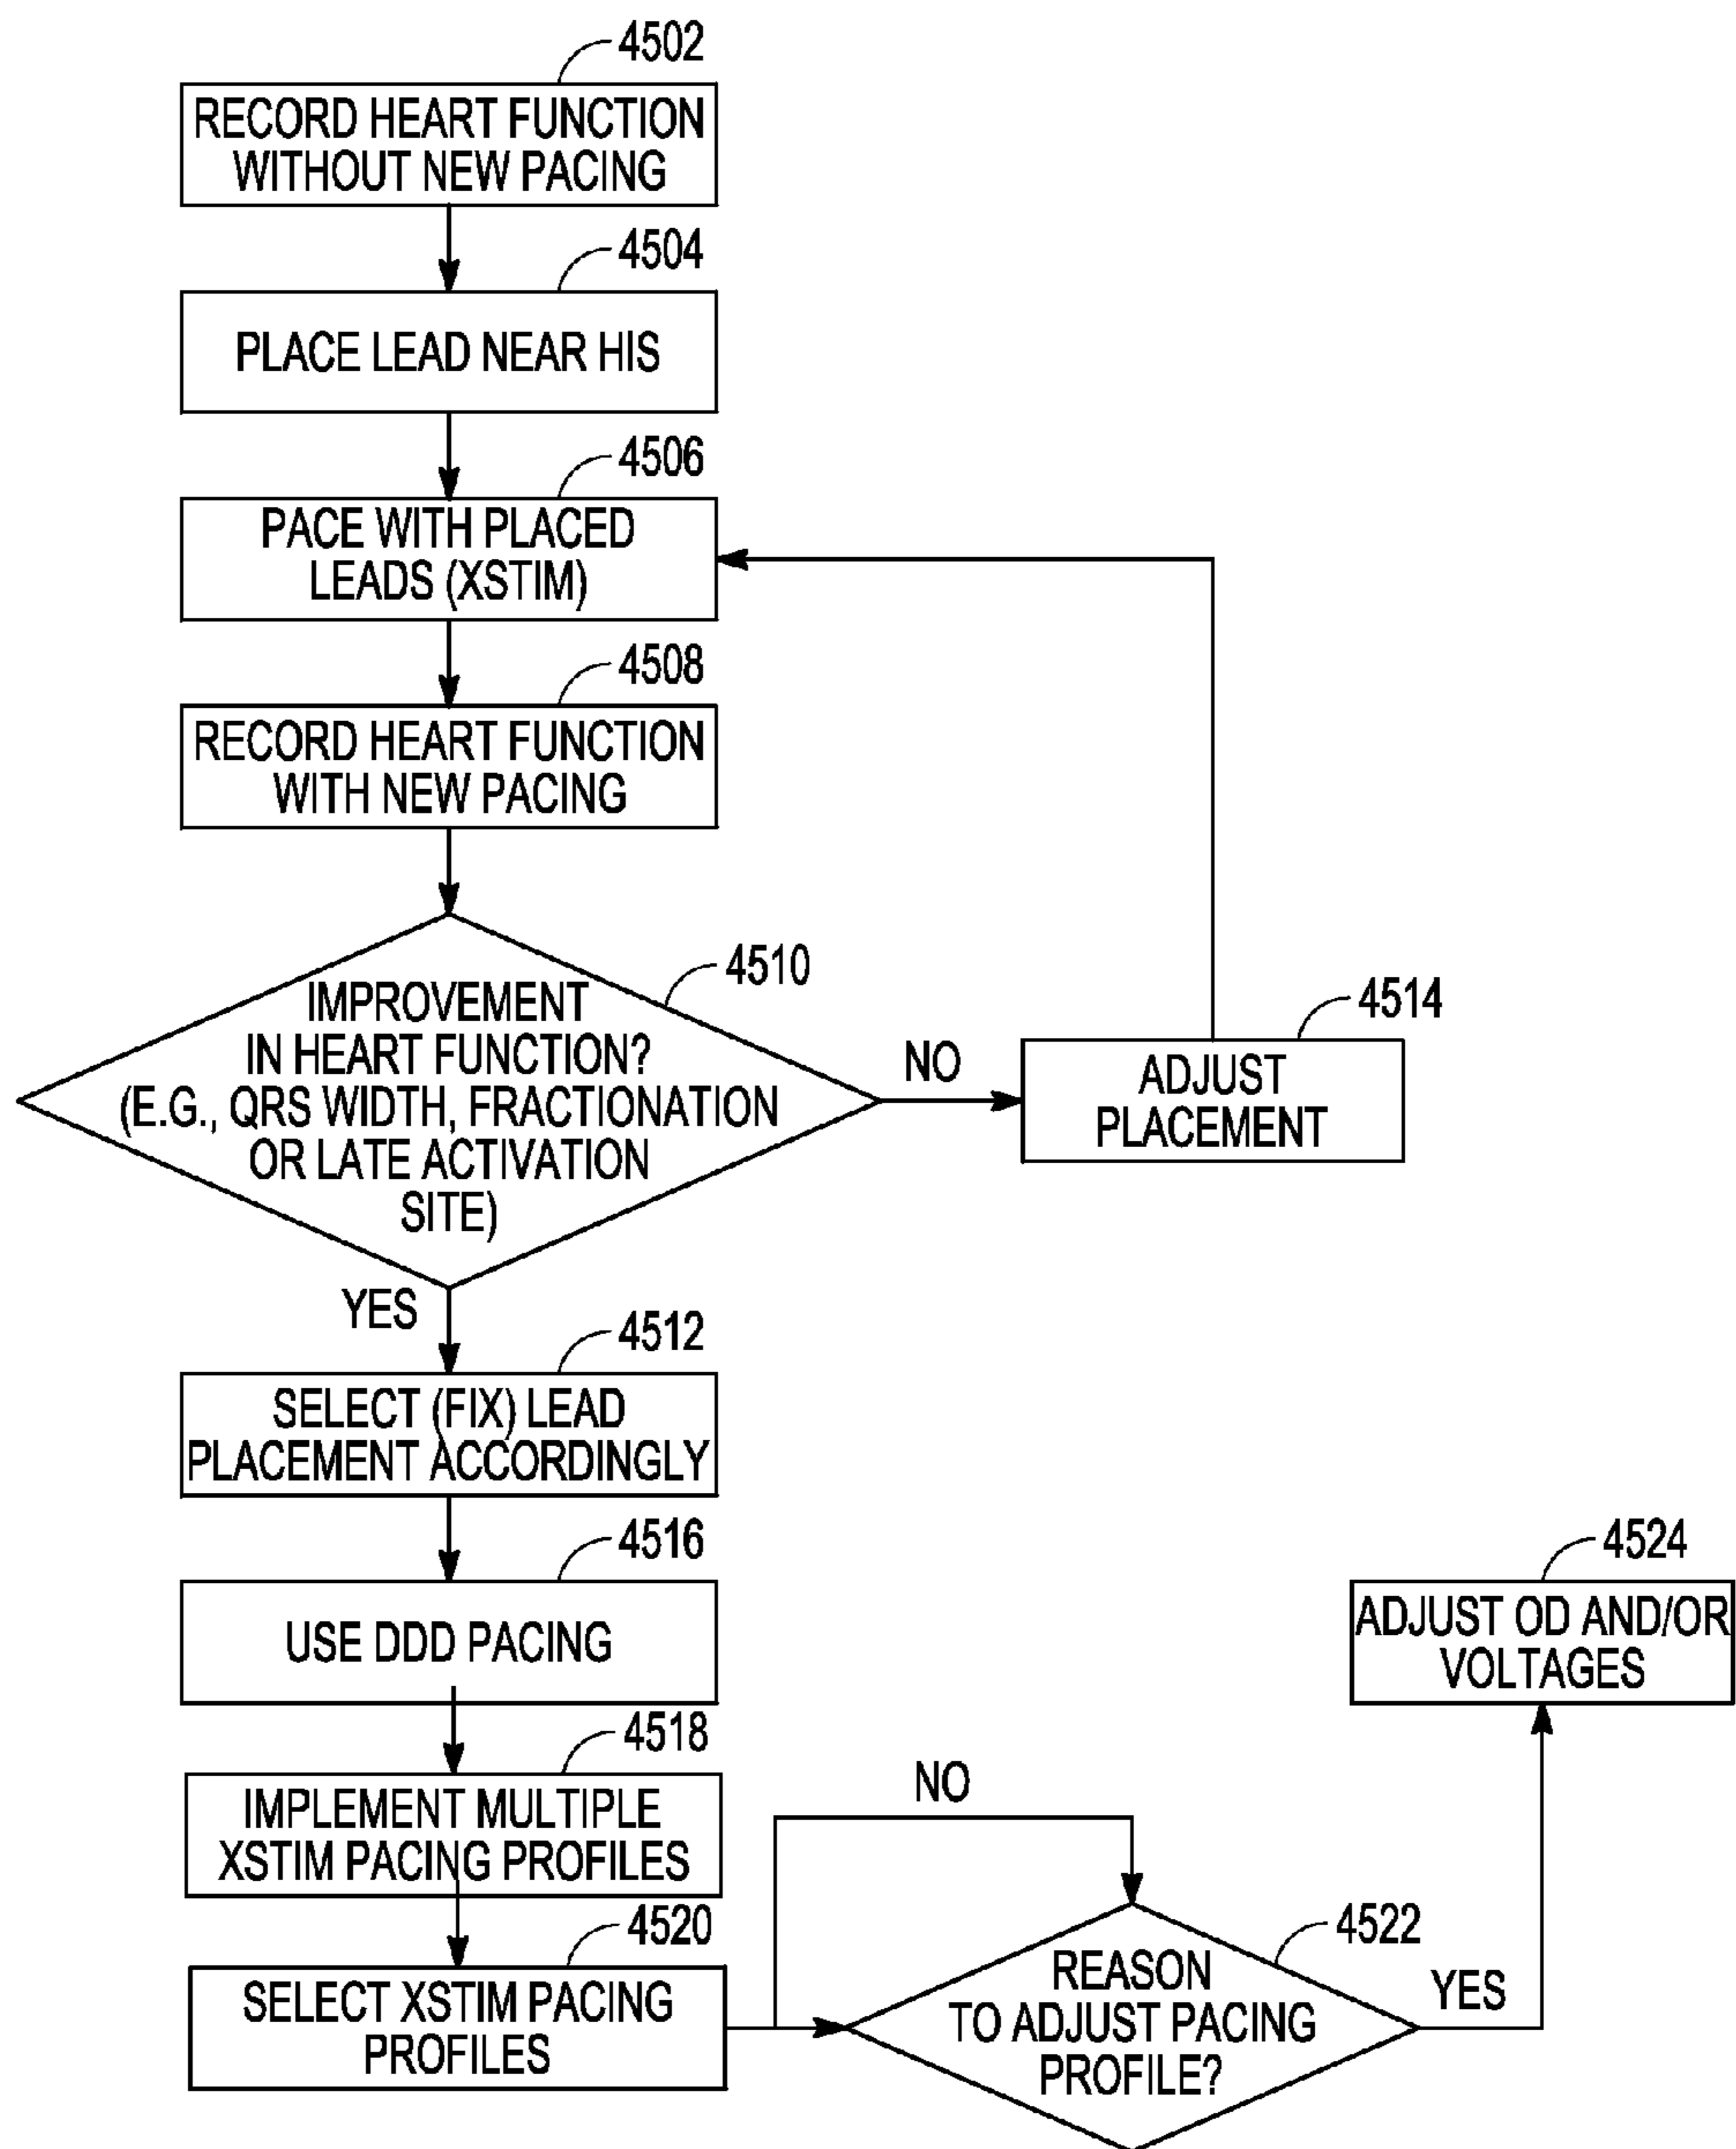 4502
RECORD HEART FUNCTION
WITHOUT NEW PACING
4504
PLACE LEAD NEAR HIS
4506
PACE WITH PLACED
LEADS (XSTIM)
4508
RECORD HEART FUNCTION
WITH NEW PACING
4510
IMPROVEMENT
IN HEART FUNCTION?
(E.G., QRS WIDTH, FRACTIONATION
OR LATE ACTIVATION
SITE)
NO
4514
ADJUST
PLACEMENT
YES
4512
SELECT (FIX) LEAD
PLACEMENT ACCORDINGLY
4516
USE DDD PACING
4518
IMPLEMENT MULTIPLE
XSTIM PACING PROFILES
4520
SELECT XSTIM PACING
PROFILES
NO
4522
REASON
TO ADJUST PACING
PROFILE?
YES
4524
ADJUST OD AND/OR
VOLTAGES